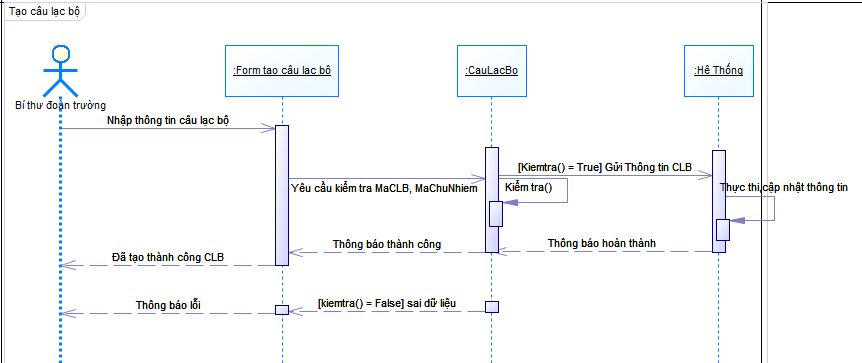 Tạo câu lạc bộ
:Form tao câu lac bô
:CauLacBo
:Hê Thống
Bí thư đoàn trường
Nhập thông tin câu lạc bộ
[Kiemtra() = True] Gửi Thông tin CLB
Yêu cầu kiểm tra MaCLB, MaChuNhiem
Kiểm tra()
Thực thi,cập nhật thông tin
Thông báo thành công
Thông báo hoàn thành
Đã tạo thành công CLB
Thông báo lỗi
[kiemtra() = False] sai dữ liệu